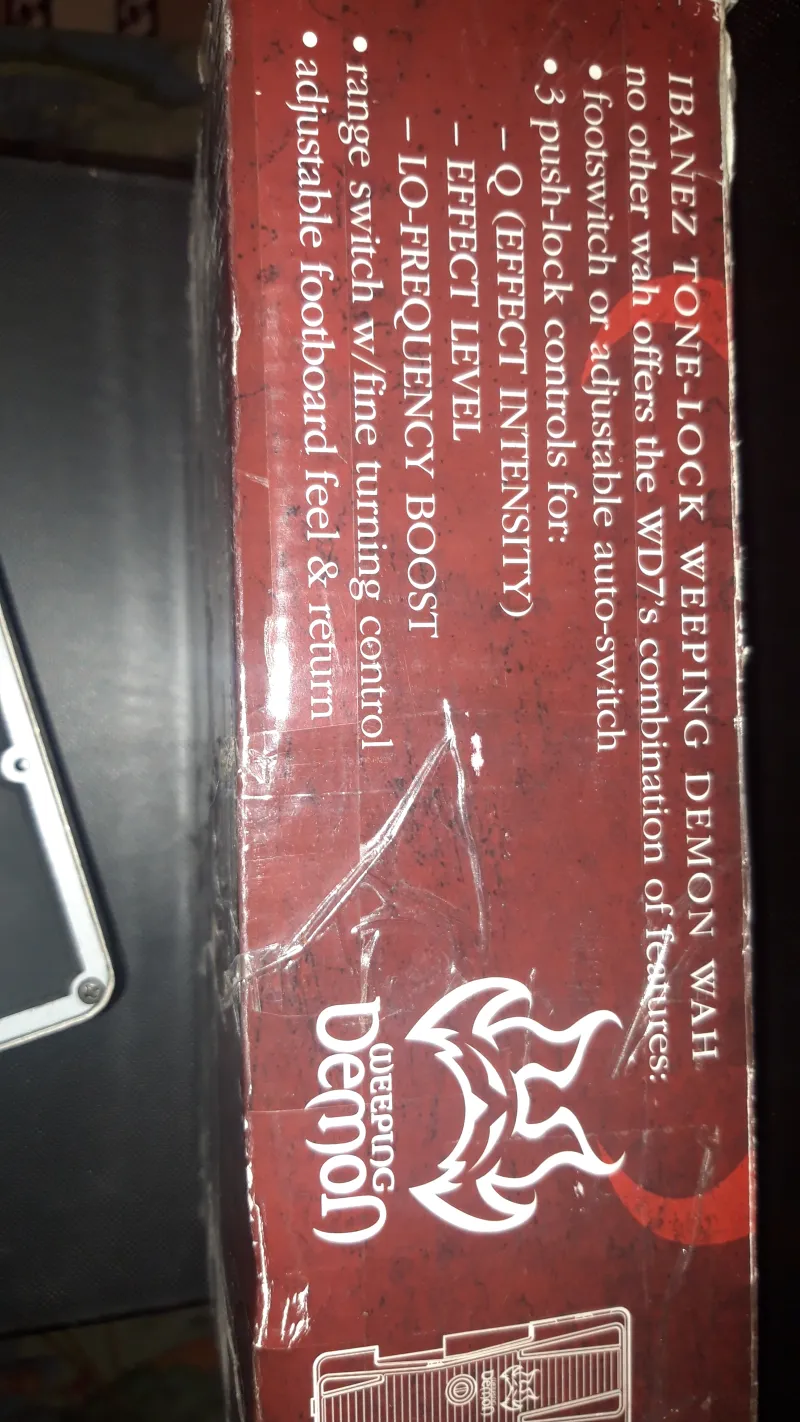 IBANEZ TONE-LOCK WEEPING DEMON WAH
no other wah offers the WD7's combination of features:
• footswitch or adjustable auto-switch
• 3 push-lock controls for:
– Q (EFFECT INTENSITY)
– EFFECT LEVEL
– LO-FREQUENCY BOOST
• range switch w/fine turning control
• adjustable footboard feel & return
WEEPING
Demon
WEEPING
Demon